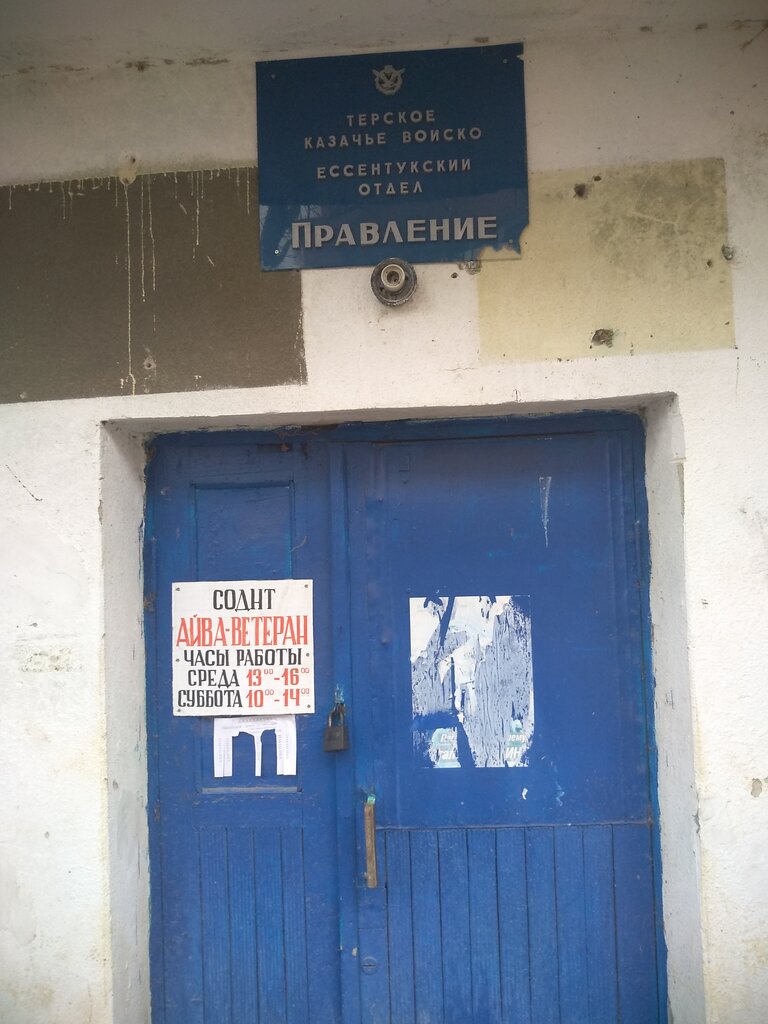 ТЕРСКОЕ
КАЗАЧЬЕ ВОЙСКО
ЕССЕНТУКСКИЙ
ОТДЕЛ
ПРАВЛЕНИЕ
СОДНТ
АЙВА-ВЕТЕРАН
ЧАСЫ РАБОТЫ
СРЕДА 13⁰⁰-16⁰⁰
СУББОТА 10⁰⁰-14⁰⁰